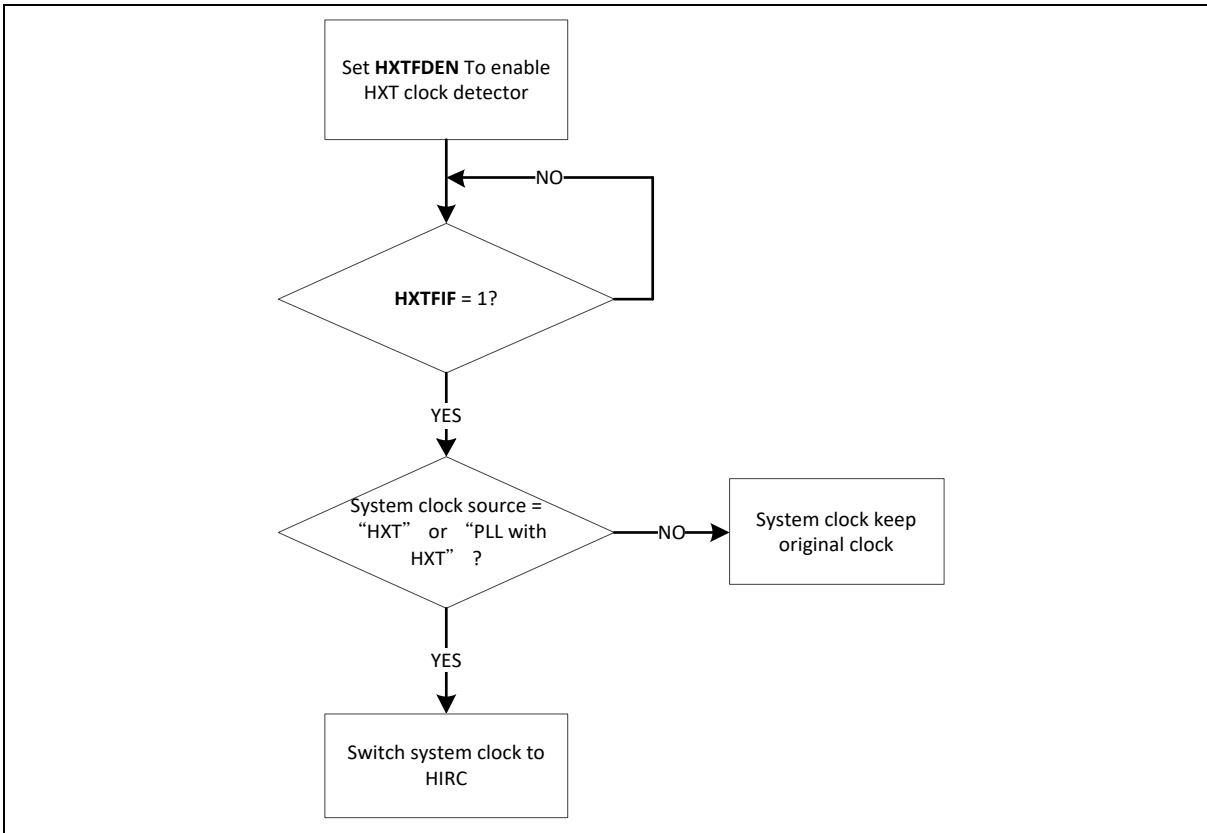 Set HXTFDEN To enable
HXT clock detector
NO
HXTFIF = 1?
YES
System clock source =
“HXT” or “PLL with
HXT” ?
NO
System clock keep
original clock
YES
Switch system clock to
HIRC